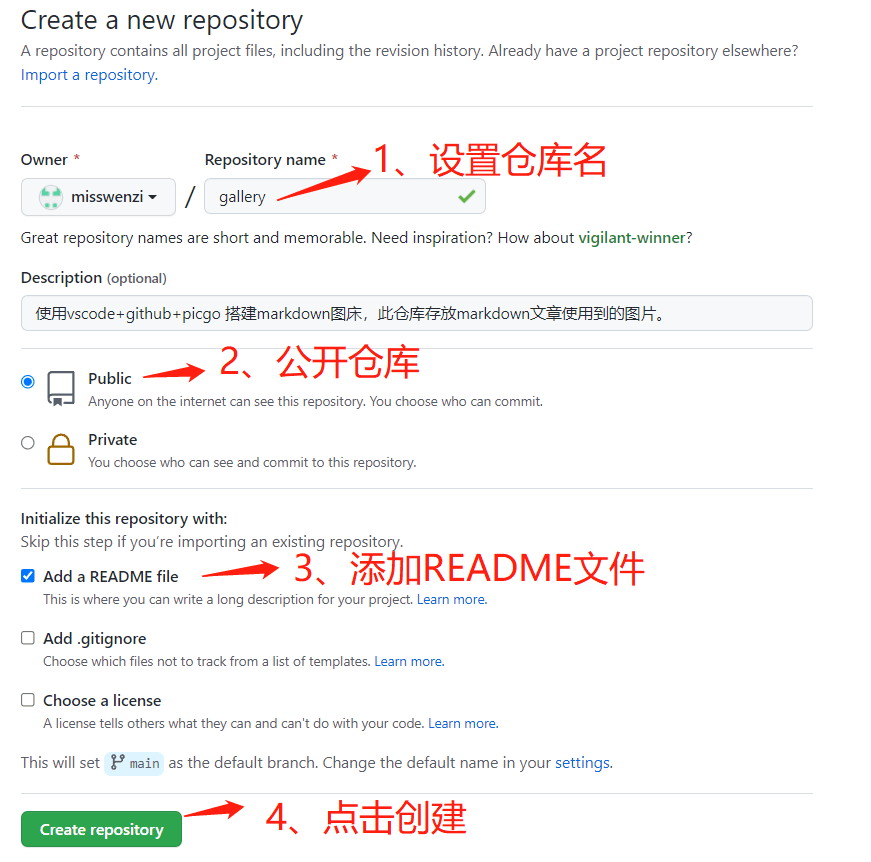 Create a new repository
A repository contains all project files, including the revision history. Already have a project repository elsewhere?
Import a repository.
Owner *
Repository name *
1、设置仓库名
misswenzi
/
gallery
Great repository names are short and memorable. Need inspiration? How about vigilant-winner?
Description (optional)
使用vscode+github+picgo 搭建markdown图床，此仓库存放markdown文章使用到的图片。
Public
2、公开仓库
Anyone on the internet can see this repository. You choose who can commit.
Private
You choose who can see and commit to this repository.
Initialize this repository with:
Skip this step if you’re importing an existing repository.
Add a README file
3、添加README文件
This is where you can write a long description for your project. Learn more.
Add .gitignore
Choose which files not to track from a list of templates. Learn more.
Choose a license
A license tells others what they can and can't do with your code. Learn more.
This will set main as the default branch. Change the default name in your settings.
Create repository
4、点击创建